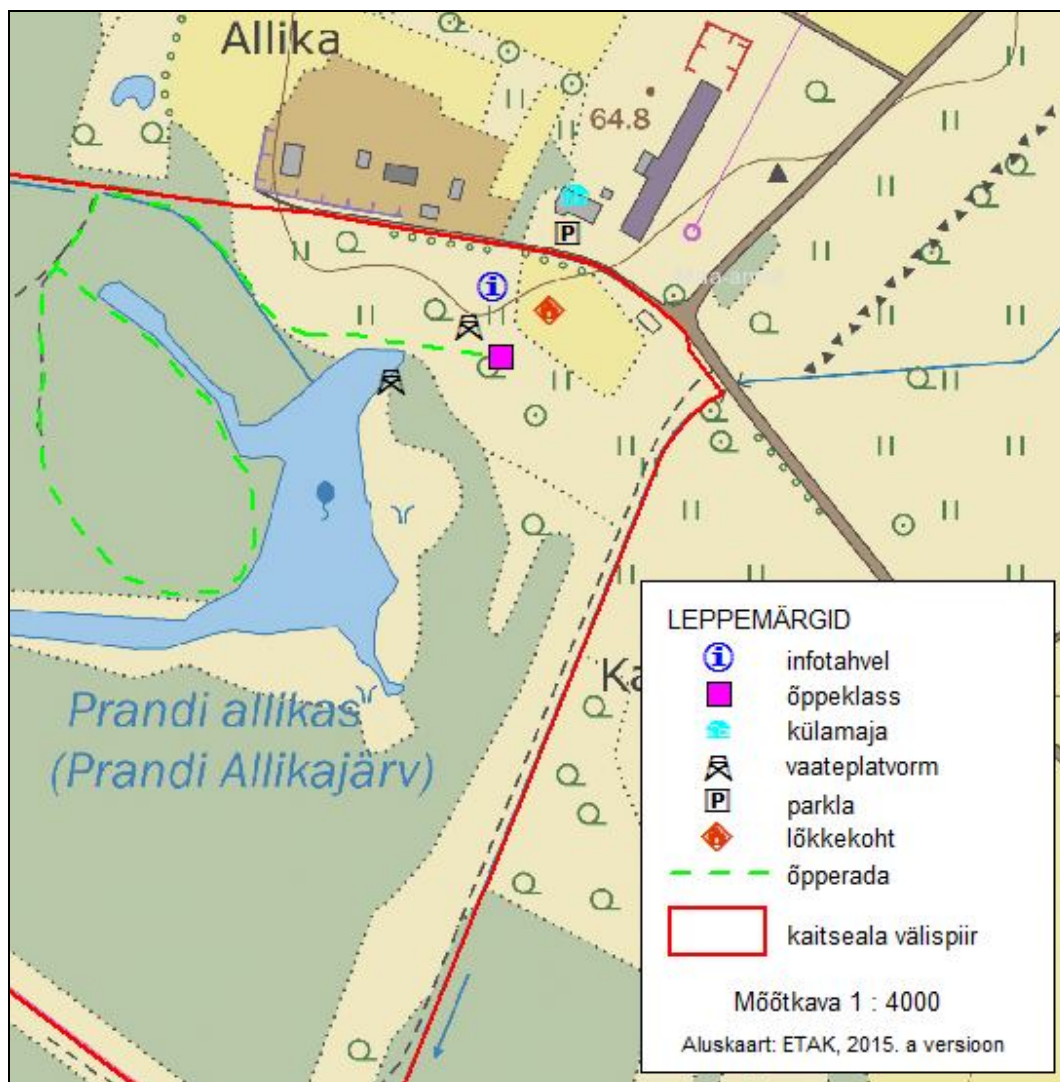 Allika
64.8
P
i
Ka
Prandi allikas
(Prandi Allikajärv)
LEPPEMÄRGID
i infotahvel
õppeklass
külamaja
vaateplatvorm
P parkla
lõkkekoht
õpperada
kaitseala välispiir
Mõõtkava 1 : 4000
Aluskaart: ETAK, 2015. a versioon